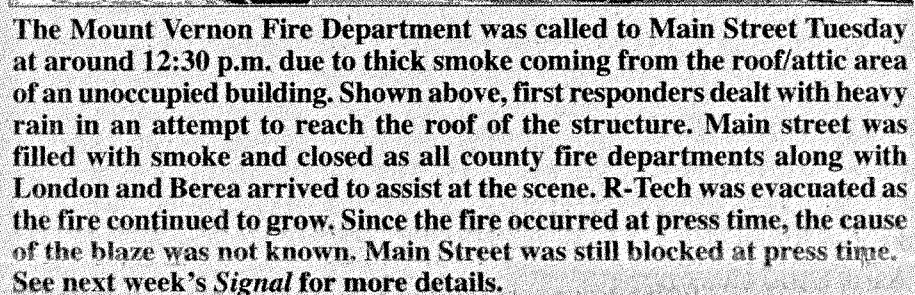 The Mount Vernon Fire Department was called to Main Street Tuesday
at around 12:30 p.m. due to thick smoke coming from the roof/attic area
of an unoccupied building. Shown above, first responders dealt with heavy
rain in an attempt to reach the roof of the structure. Main street was
filled with smoke and closed as all county fire departments along with
London and Berea arrived to assist at the scene. R-Tech was evacuated as
the fire continued to grow. Since the fire occurred at press time, the cause
of the blaze was not known. Main Street was still blocked at press time.
See next week's Signal for more details.